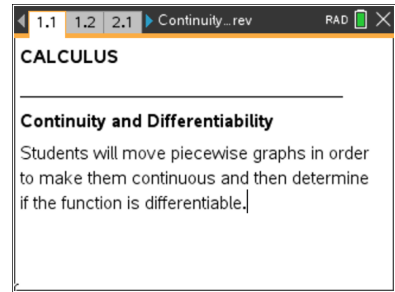 1.1 1.2 2.1 Continuity…rev RAD
CALCULUS
Continuity and Differentiability
Students will move piecewise graphs in order
to make them continuous and then determine
if the function is differentiable.